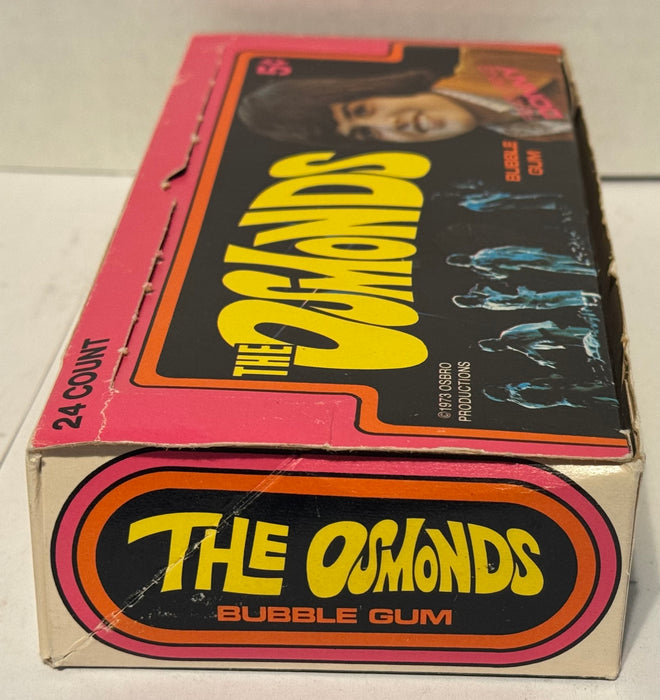 5¢
THE OSMONDS
BUBBLE
GUM
©1973 OSBRO
PRODUCTIONS
24 COUNT
THE OSMONDS
BUBBLE GUM